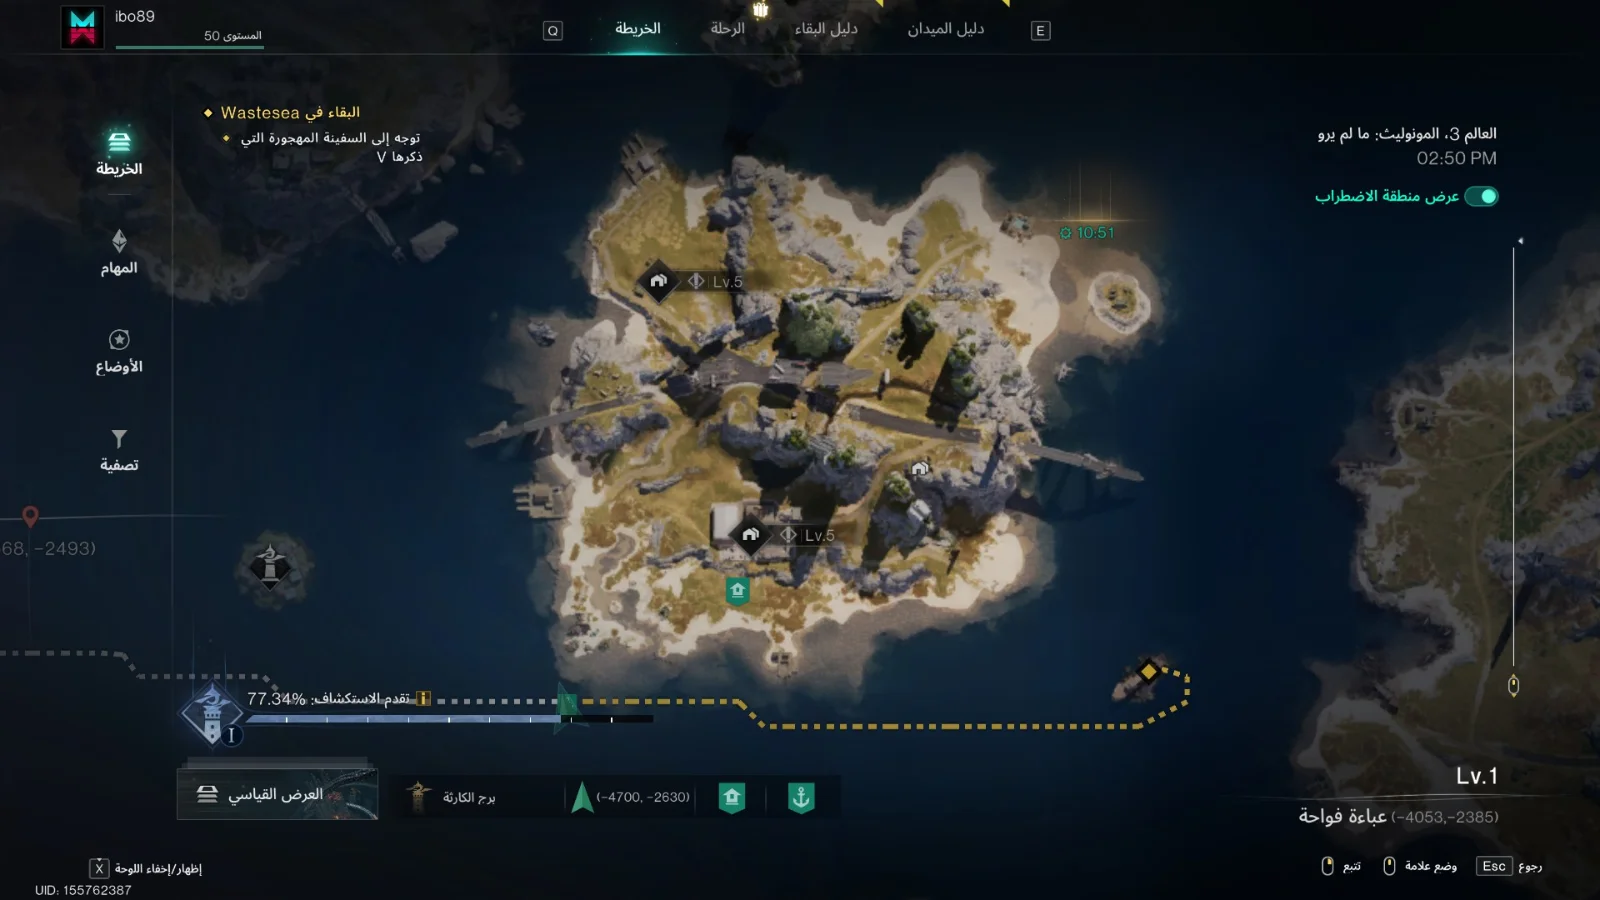 ibo89
المستوى 50
Q
الخريطة
الرحلة
دليل البقاء
دليل الميدان
E
البقاء في Wastesea
توجه إلى السفينة المهجورة التي
ذكرها V
العالم 3، المونوليث: ما لم يرو
02:50 PM
عرض منطقة الاضطراب
10:51
الخريطة
المهام
الأوضاع
تصفية
Lv.5
Lv.5
68, -2493)
77.34% تقدم الاستكشاف:
I
العرض القياسي
برج الكارثة
(-4700, -2630)
Lv.1
عباءة فواحة (-4053,-2385)
X إظهار/إخفاء اللوحة
تتبع
وضع علامة
Esc رجوع
UID: 155762387